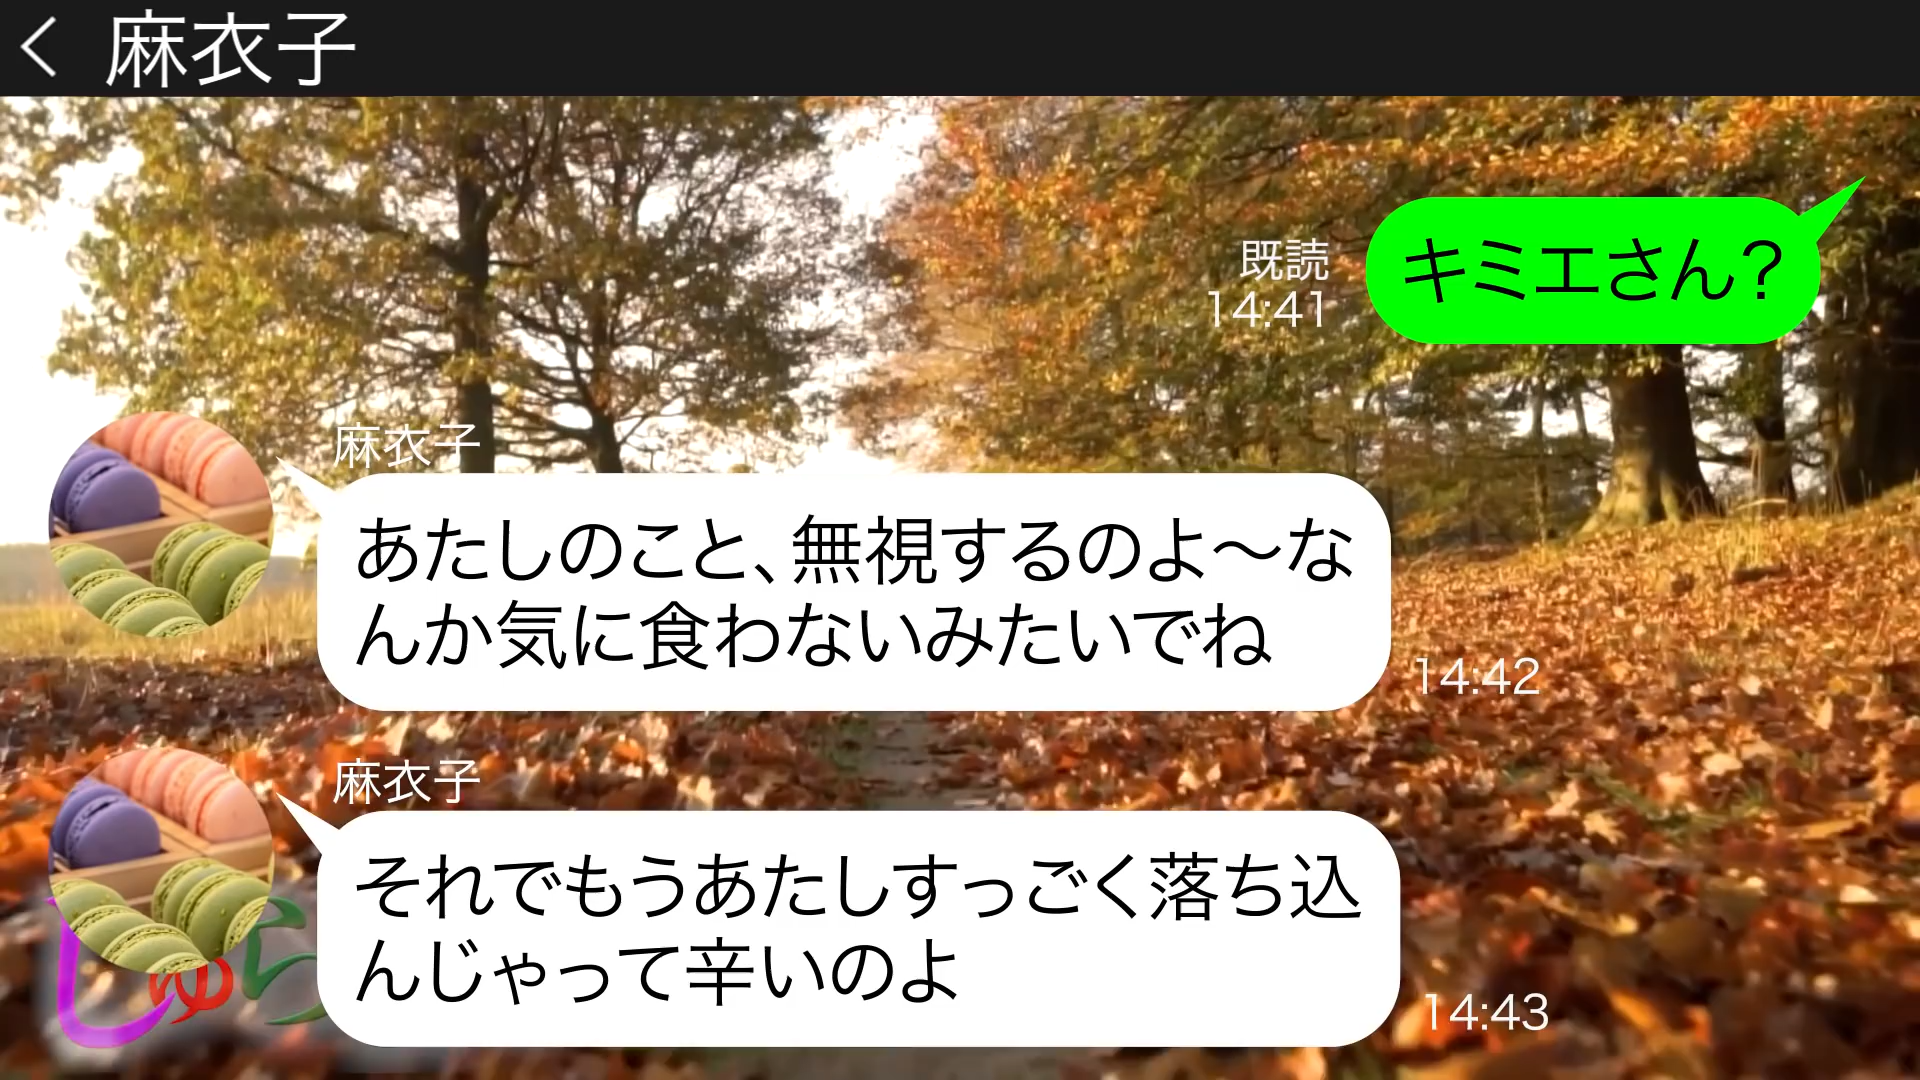 麻衣子
キミエさん？
既読
14:41
麻衣子
あたしのこと、無視するのよ〜な
んか気に食わないみたいでね
14:42
麻衣子
それでもうあたしすっごく落ち込
んじゃって辛いのよ
14:43
しゅら